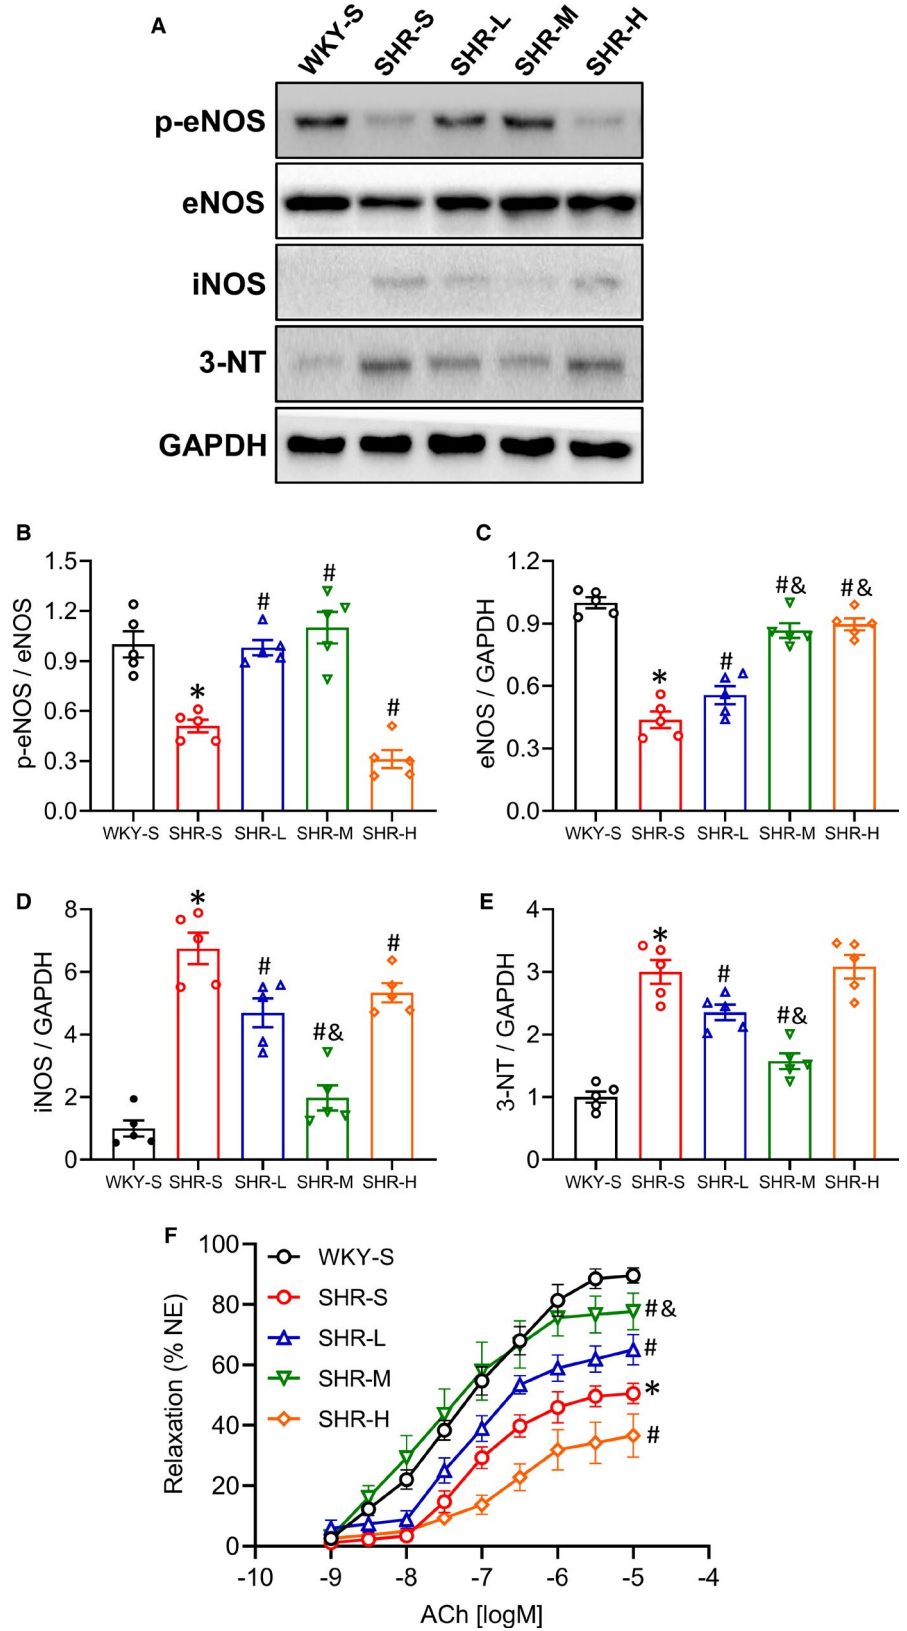 A
WKY-S SHR-S SHR-L SHR-M SHR-H
p-eNOS
eNOS
iNOS
3-NT
GAPDH
B
p-eNOS / eNOS
1.5
1.2
0.9
0.6
0.3
0.0
* # # #
WKY-S SHR-S SHR-L SHR-M SHR-H
C
eNOS / GAPDH
1.2
0.9
0.6
0.3
0.0
* # #& #&
WKY-S SHR-S SHR-L SHR-M SHR-H
D
iNOS / GAPDH
8
6
4
2
0
* # #& #
WKY-S SHR-S SHR-L SHR-M SHR-H
E
3-NT / GAPDH
4
3
2
1
0
* # #&
WKY-S SHR-S SHR-L SHR-M SHR-H
F
Relaxation (% NE)
100
80
60
40
20
0
WKY-S
SHR-S
SHR-L
SHR-M
SHR-H
#&
#
*
#
-10 -9 -8 -7 -6 -5 -4
ACh [logM]